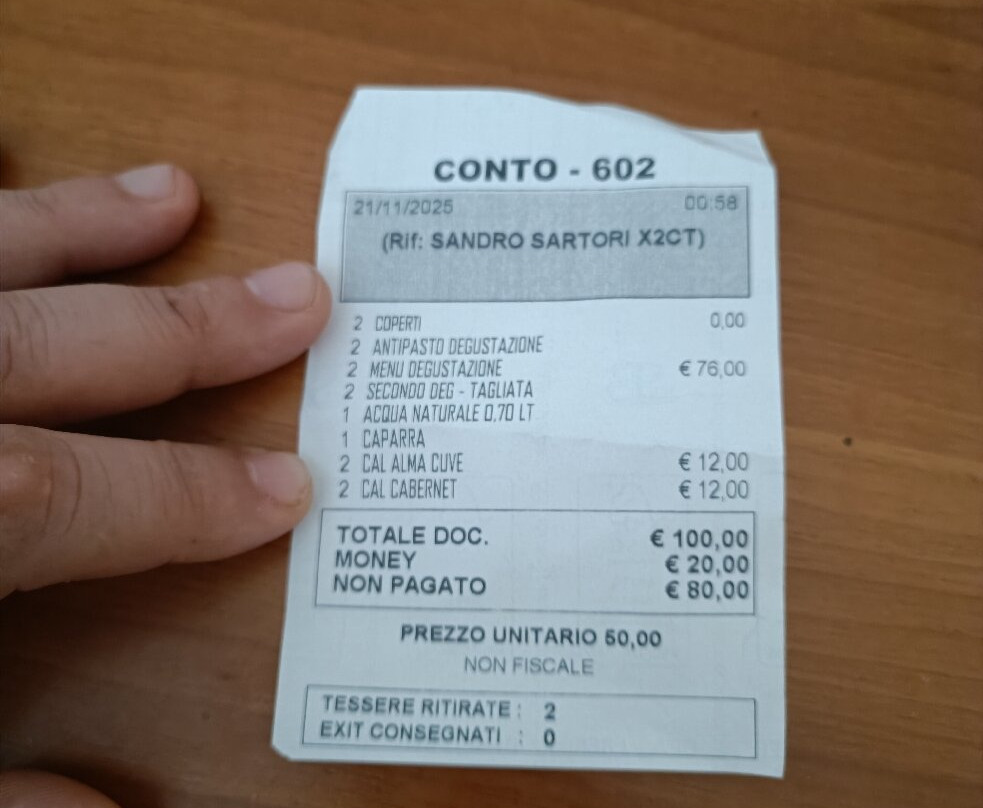 CONTO - 602
21/11/2025 00:58
(Rif: SANDRO SARTORI X2CT)
2 COPERTI 0,00
2 ANTIPASTO DEGUSTAZIONE
2 MENU DEGUSTAZIONE € 76,00
2 SECONDO DEG - TAGLIATA
1 ACQUA NATURALE 0.70 LT
1 CAPARRA
2 CAL ALMA CUVE € 12,00
2 CAL CABERNET € 12,00
TOTALE DOC. € 100,00
MONEY € 20,00
NON PAGATO € 80,00
PREZZO UNITARIO 50,00
NON FISCALE
TESSERE RITIRATE : 2
EXIT CONSEGNATI : 0